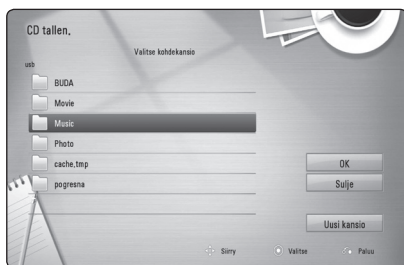 CD tallen.
Valitse kohdekansio
usb
BUDA
Movie
Music
Photo
cache.tmp
pogresna
OK
Sulje
Uusi kansio
Siirry Valitse Paluu